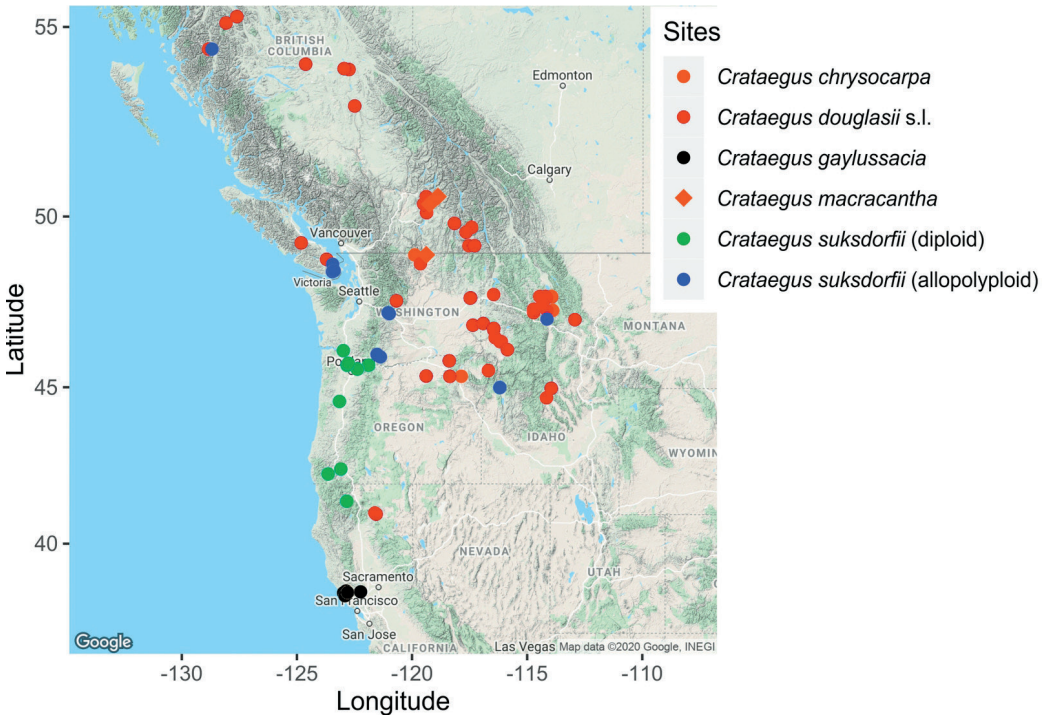 Sites
Crataegus chrysocarpa
Crataegus douglasii s.l.
Crataegus gaylussacia
Crataegus macracantha
Crataegus suksdorfii (diploid)
Crataegus suksdorfii (allopolyploid)
Latitude
55
50
45
40
BRITISH
COLUMBIA
Edmonton
Calgary
Vancouver
Victoria
Seattle
WASHINGTON
MONTANA
OREGON
IDAHO
WYOMIN
NEVADA
UTAH
Sacramento
San Francisco
San Jose
CALIFORNIA
Las Vegas
Google
Map data ©2020 Google, INEGI
-130
-125
-120
-115
-110
Longitude